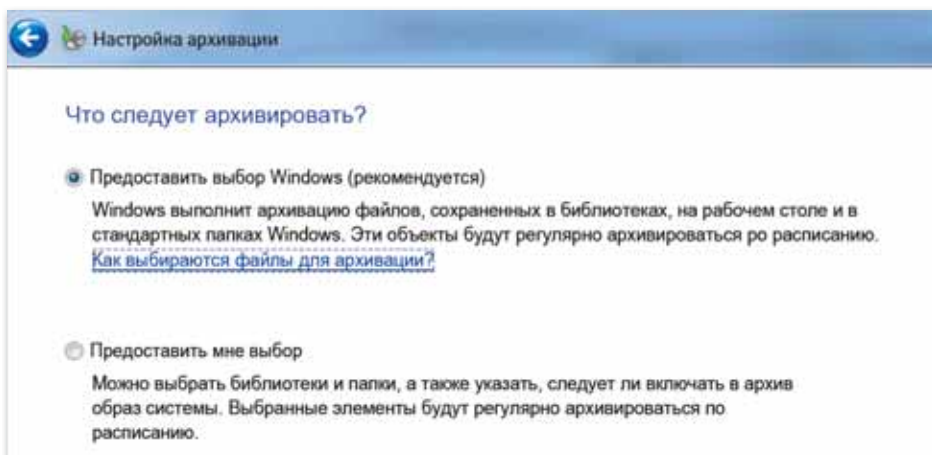 Настройка архивации
Что следует архивировать?
Предоставить выбор Windows (рекомендуется)
Windows выполнит архивацию файлов, сохраненных в библиотеках, на рабочем столе и в
стандартных папках Windows. Эти объекты будут регулярно архивироваться ро расписанию.
Как выбираются файлы для архивации?
Предоставить мне выбор
Можно выбрать библиотеки и папки, а также указать, следует ли включать в архив
образ системы. Выбранные элементы будут регулярно архивироваться по
расписанию.